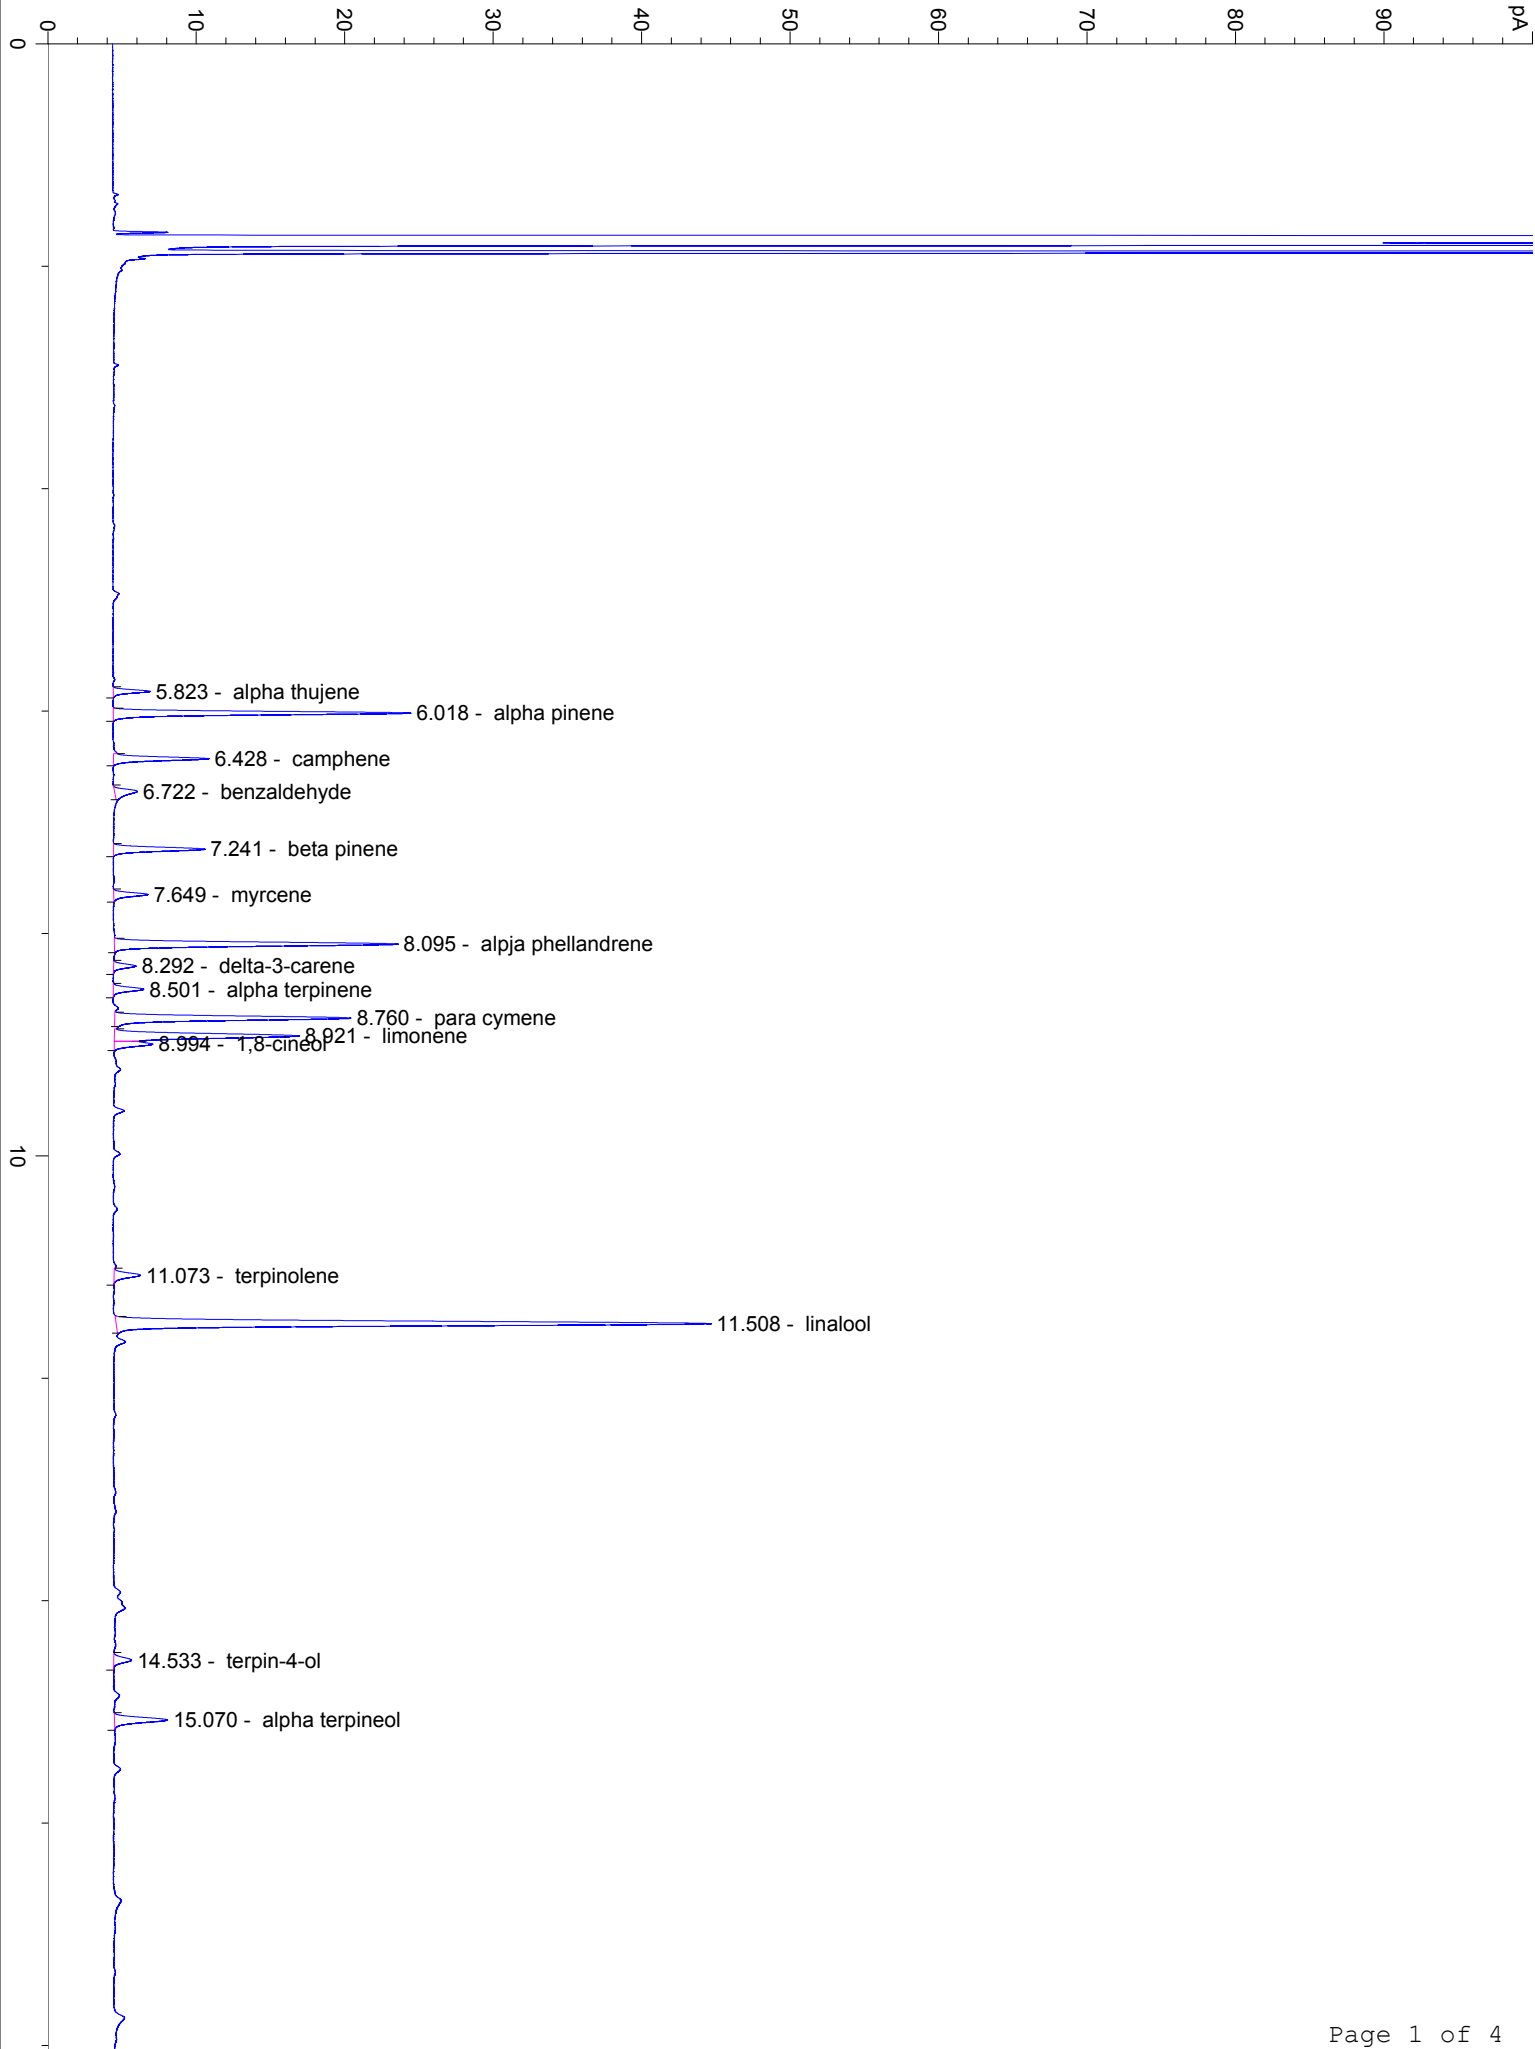 pA
0
10
20
30
40
50
60
70
80
90
0
5.823 - alpha thujene
6.018 - alpha pinene
6.428 - camphene
6.722 - benzaldehyde
7.241 - beta pinene
7.649 - myrcene
8.095 - alpja phellandrene
8.292 - delta-3-carene
8.501 - alpha terpinene
8.760 - para cymene
8.921 - limonene
8.994 - 1,8-cineol
10
11.073 - terpinolene
11.508 - linalool
14.533 - terpin-4-ol
15.070 - alpha terpineol
Page 1 of 4